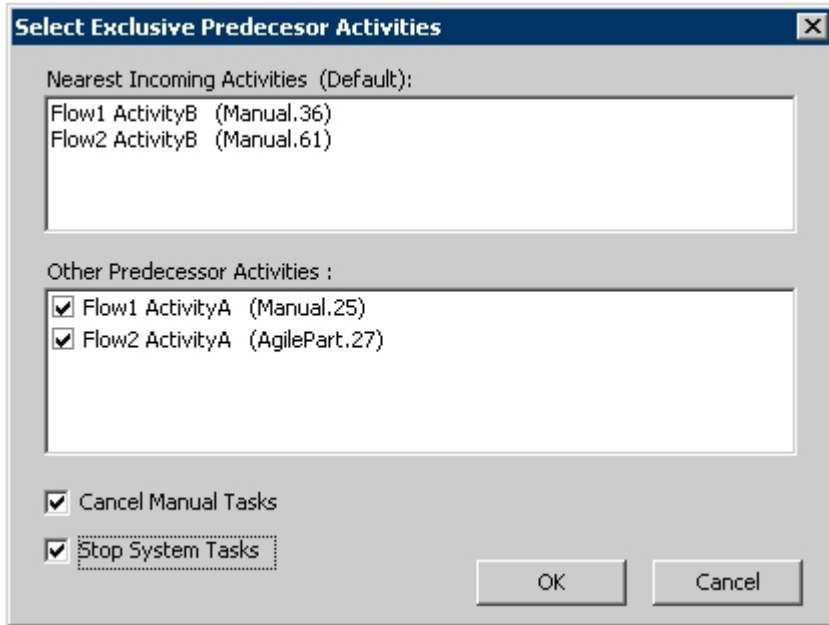 Select Exclusive Predecesor Activities
Nearest Incoming Activities (Default):
Flow1 ActivityB (Manual.36)
Flow2 ActivityB (Manual.61)
Other Predecessor Activities :
Flow1 ActivityA (Manual.25)
Flow2 ActivityA (AgilePart.27)
Cancel Manual Tasks
Stop System Tasks
OK Cancel